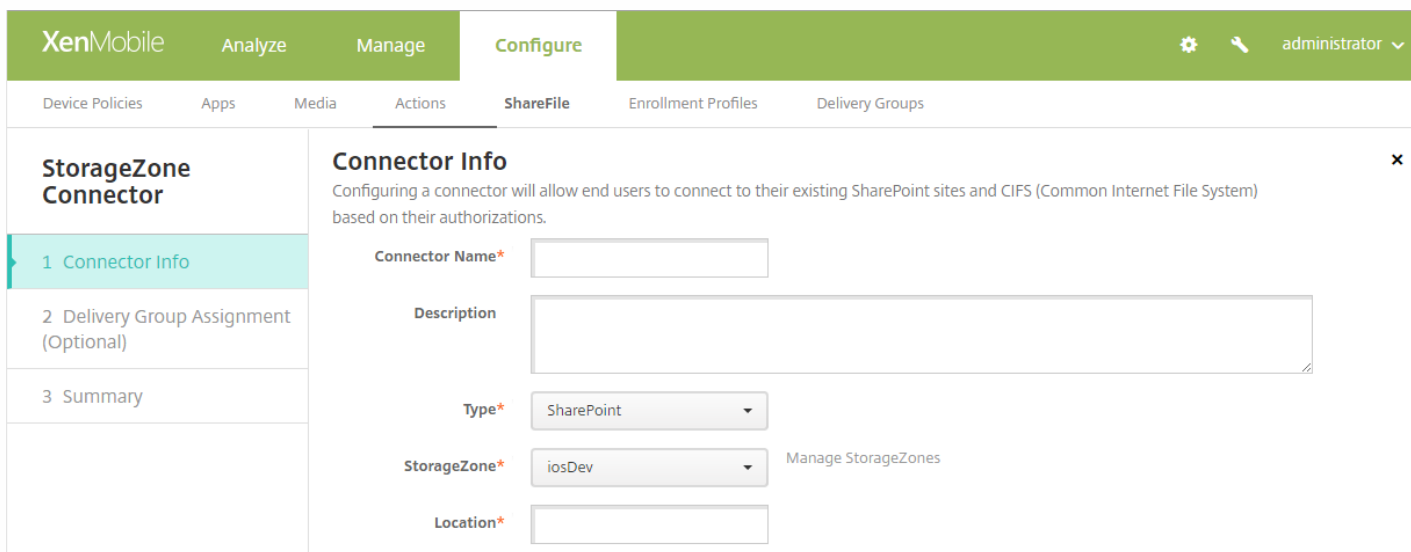 XenMobile Analyze Manage Configure administrator
Device Policies Apps Media Actions ShareFile Enrollment Profiles Delivery Groups
StorageZone
Connector
1 Connector Info
2 Delivery Group Assignment
(Optional)
3 Summary
Connector Info
Configuring a connector will allow end users to connect to their existing SharePoint sites and CIFS (Common Internet File System)
based on their authorizations.
Connector Name*
Description
Type* SharePoint
StorageZone* iosDev Manage StorageZones
Location*